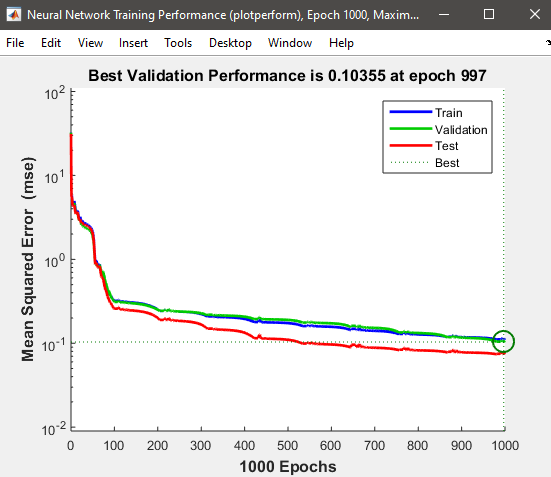 Neural Network Training Performance (plotperform), Epoch 1000, Maxim...
File Edit View Insert Tools Desktop Window Help
Best Validation Performance is 0.10355 at epoch 997
Mean Squared Error (mse)
10^2
10^1
10^0
10^-1
10^-2
Train
Validation
Test
Best
0 100 200 300 400 500 600 700 800 900 1000
1000 Epochs